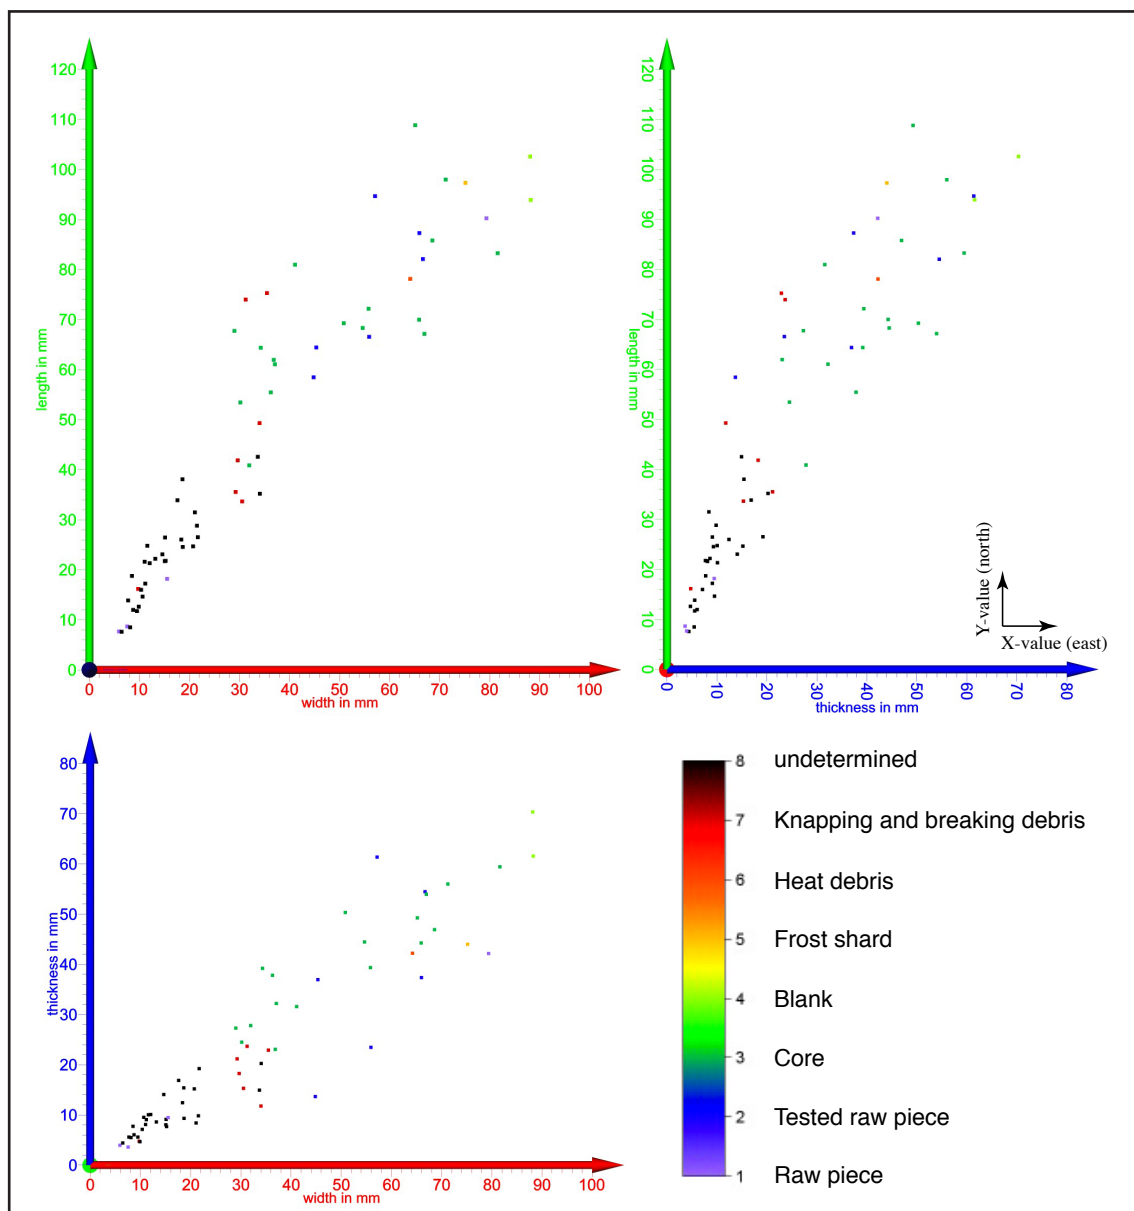 120
110
100
90
80
70
60
50
40
30
20
10
0
length in mm
0 10 20 30 40 50 60 70 80 90 100
width in mm
120
110
100
90
80
70
60
50
40
30
20
10
0
length in mm
0 10 20 30 40 50 60 70 80
thickness in mm
Y-value (north)
X-value (east)
80
70
60
50
40
30
20
10
0
thickness in mm
0 10 20 30 40 50 60 70 80 90 100
width in mm
8 undetermined
7 Knapping and breaking debris
6 Heat debris
5 Frost shard
4 Blank
3 Core
2 Tested raw piece
1 Raw piece